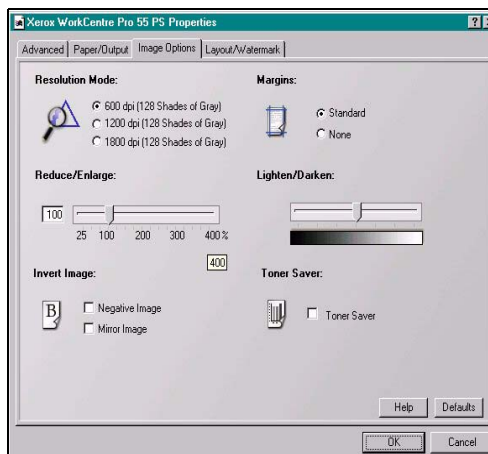 Xerox WorkCentre Pro 55 PS Properties
Advanced Paper/Output Image Options Layout/Watermark
Resolution Mode:
600 dpi (128 Shades of Gray)
1200 dpi (128 Shades of Gray)
1800 dpi (128 Shades of Gray)
Margins:
Standard
None
Reduce/Enlarge:
100
25 100 200 300 400 %
400
Lighten/Darken:
Invert Image:
B
Negative Image
Mirror Image
Toner Saver:
Toner Saver
Help Defaults
OK Cancel